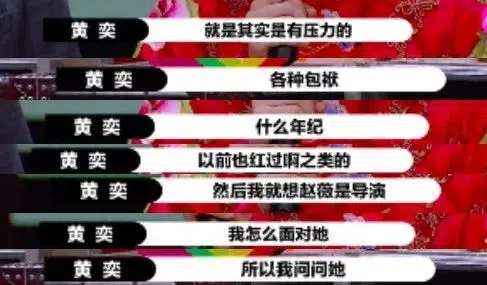 黄奕 就是其实是有压力的
黄奕 各种包袱
黄奕 什么年纪
黄奕 以前也红过啊之类的
黄奕 然后我就想赵薇是导演
黄奕 我怎么面对她
黄奕 所以我问问她